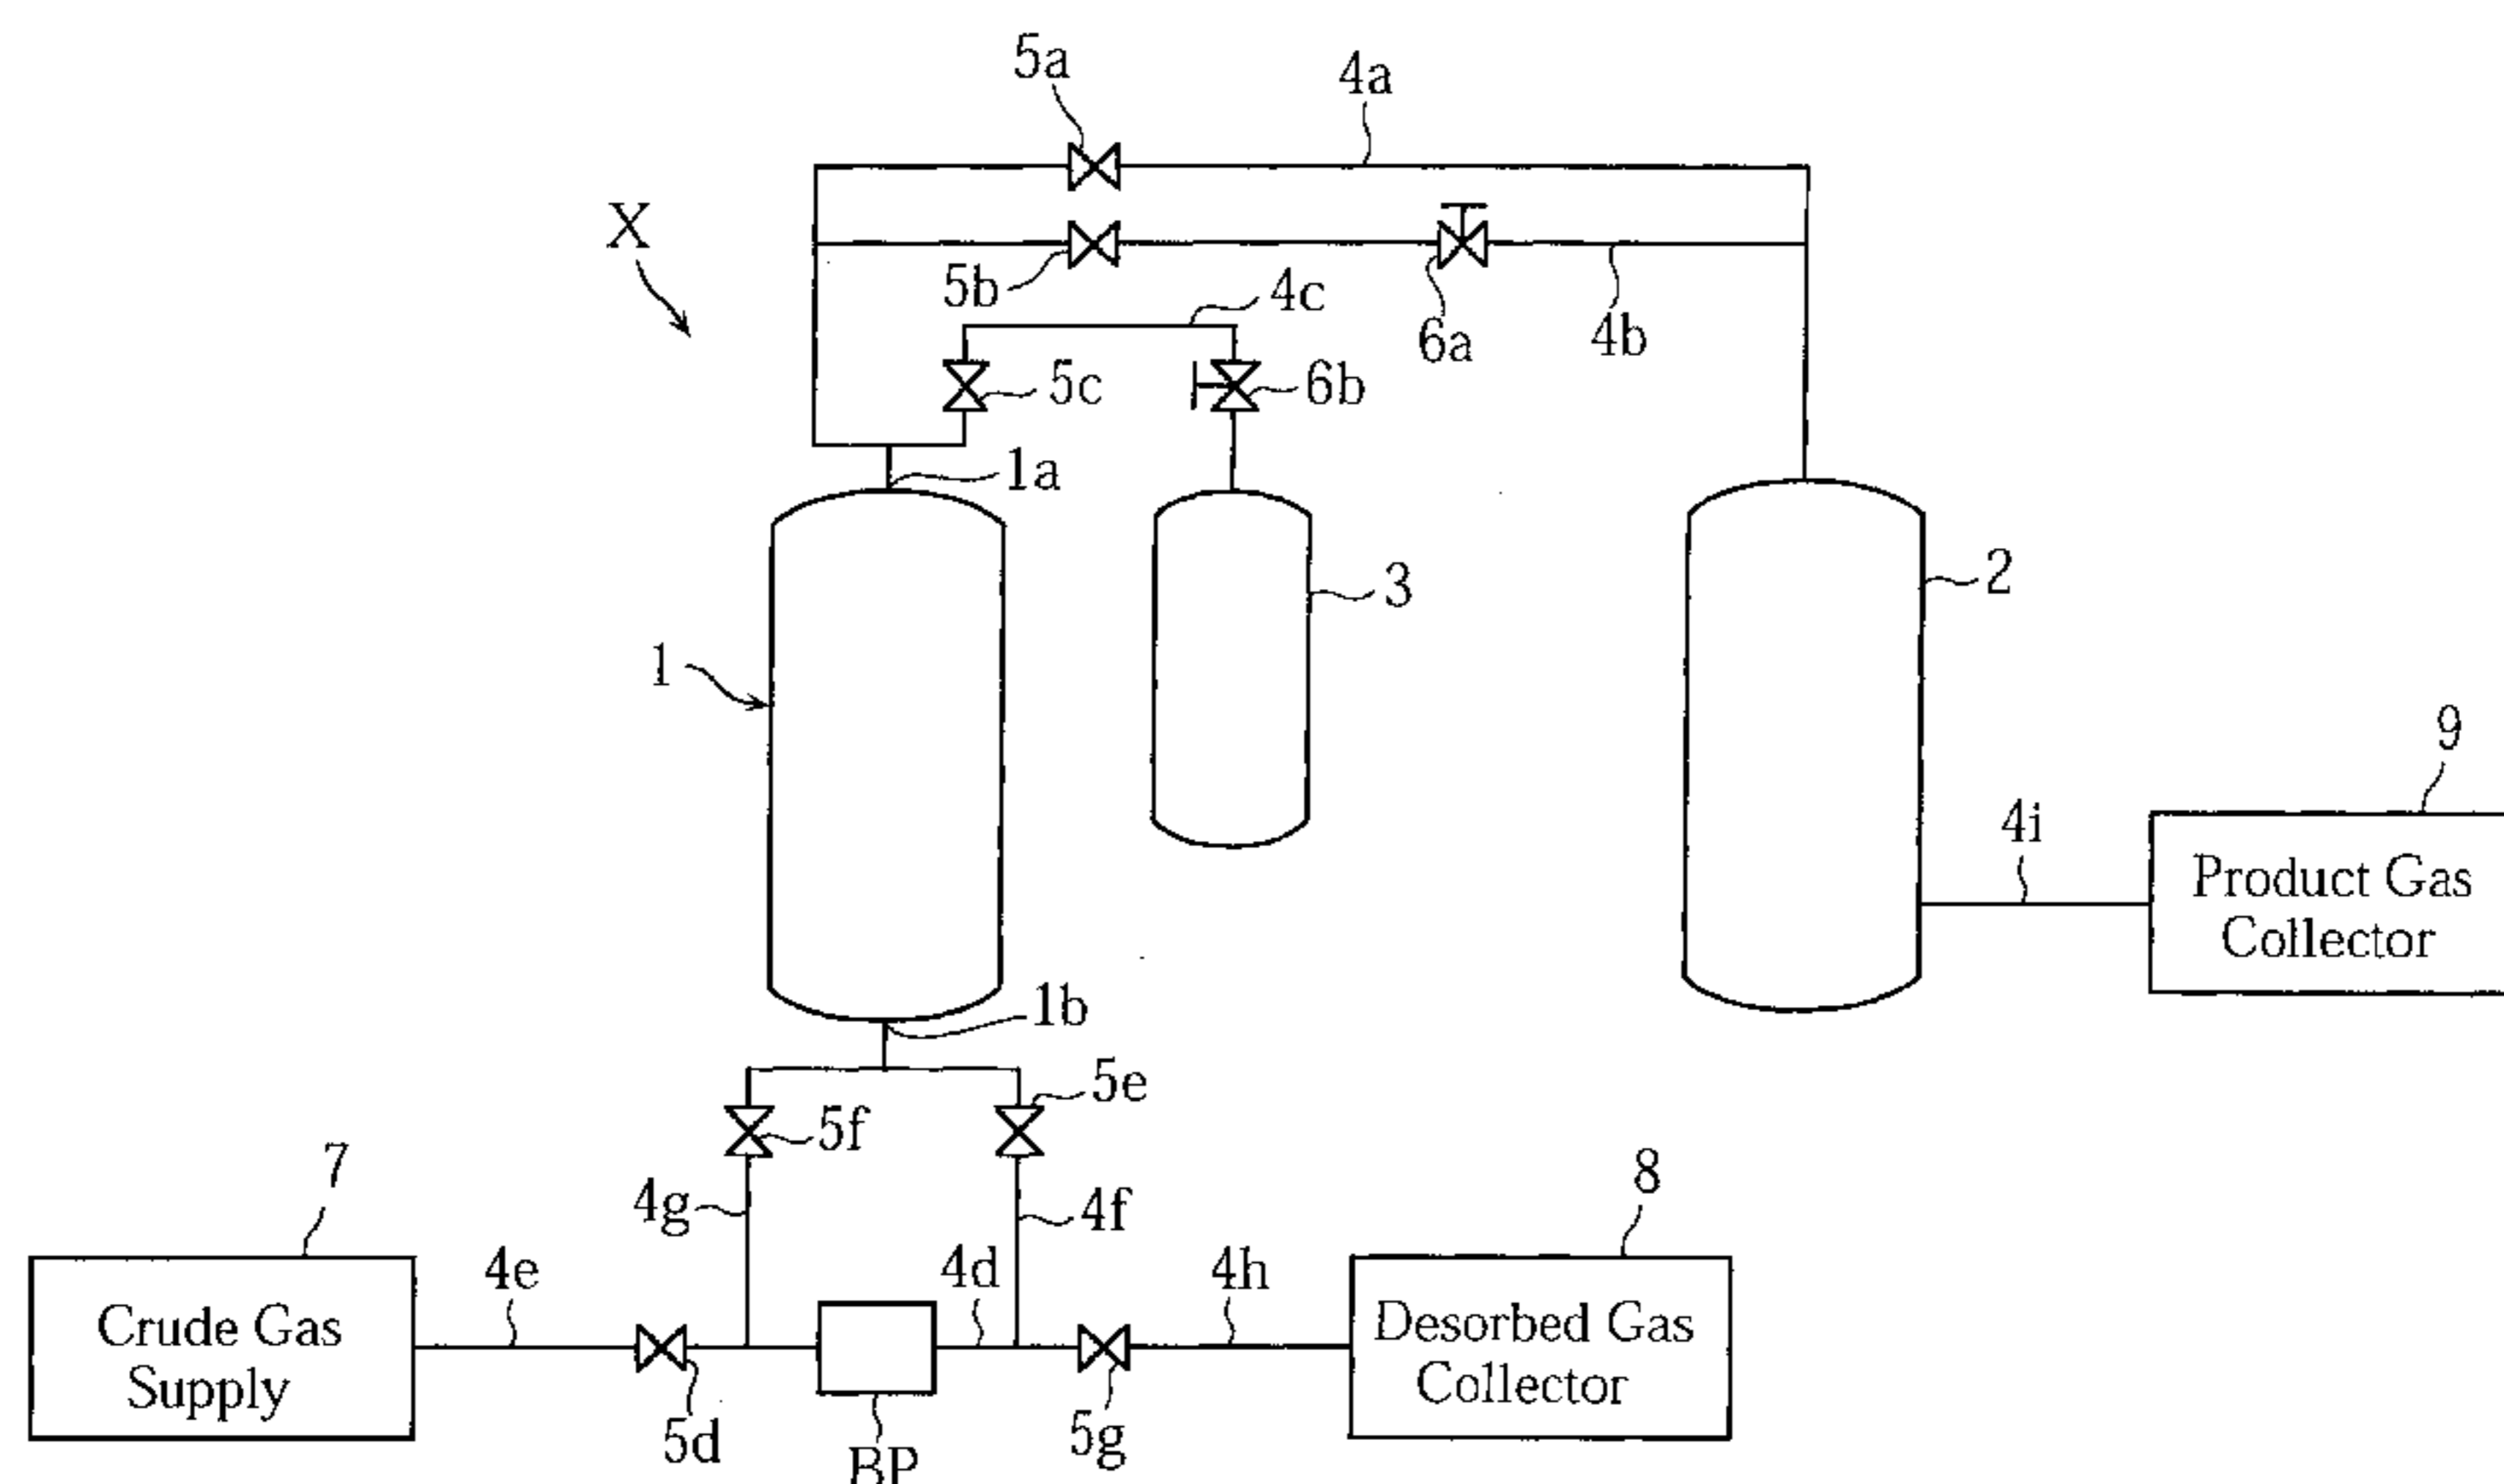 5a
4a
X
5b
4c
6a
4b
5c
6b
1a
3
2
1
9
4i
Product Gas
Collector
1b
5e
5f
7
8
4g
4f
4e
4d
4h
Crude Gas
Supply
Desorbed Gas
Collector
5d
5g
BP